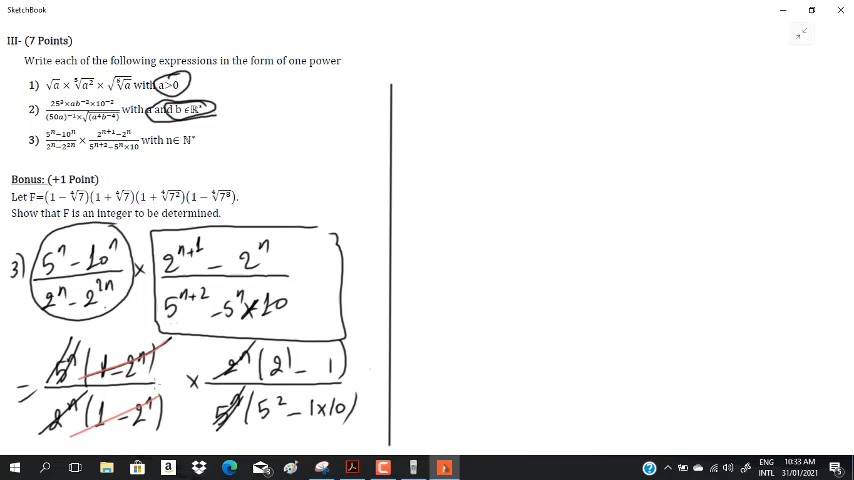 SketchBook
III- (7 Points)
Write each of the following expressions in the form of one power
1) √a × ⁵√a² × √(⁶√a) with a>0
2) (25² × ab⁻² × 10⁻²) / ((50a)⁻¹ × √(a⁴b⁻⁴)) with a and b ∈ℝ*
3) (5ⁿ−10ⁿ)/(2ⁿ−2²ⁿ) × (2ⁿ⁺¹−2ⁿ)/(5ⁿ⁺²−5ⁿ×10) with n∈ ℕ*
Bonus: (+1 Point)
Let F=(1 − ⁴√7)(1 + ⁴√7)(1 + ⁴√7²)(1 − ⁴√7⁸).
Show that F is an integer to be determined.
3) (5ⁿ − 10ⁿ)/(2ⁿ − 2²ⁿ) × (2ⁿ⁺¹ − 2ⁿ)/(5ⁿ⁺² − 5ⁿ×10)
= 5ⁿ(1 − 2ⁿ)/2ⁿ(1 − 2ⁿ) × 2ⁿ(2¹ − 1)/5ⁿ(5² − 1×10)
ENG 10:33 AM
INTL 31/01/2021